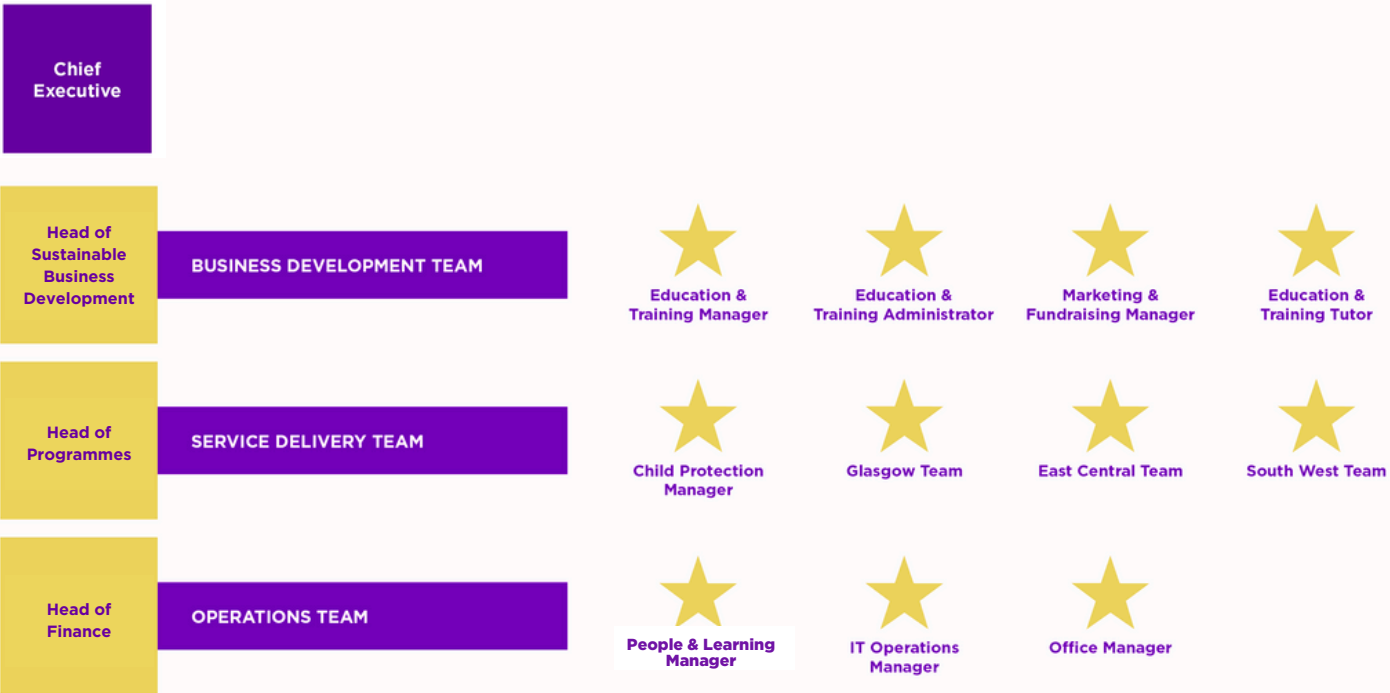 Chief
Executive
Head of
Sustainable
Business
Development
BUSINESS DEVELOPMENT TEAM
Education &
Training Manager
Education &
Training Administrator
Marketing &
Fundraising Manager
Education &
Training Tutor
Head of
Programmes
SERVICE DELIVERY TEAM
Child Protection
Manager
Glasgow Team
East Central Team
South West Team
Head of
Finance
OPERATIONS TEAM
People & Learning
Manager
IT Operations
Manager
Office Manager